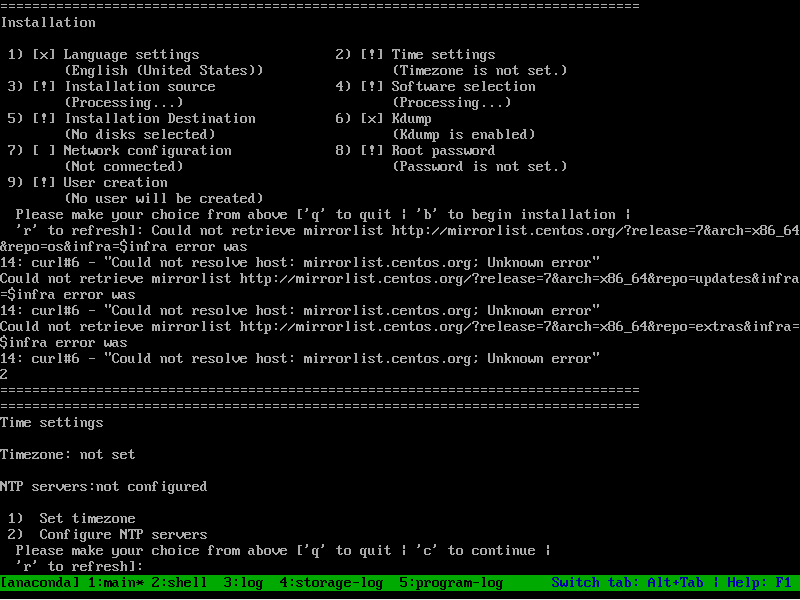 ================================================================================
Installation
1) [x] Language settings 2) [!] Time settings
(English (United States)) (Timezone is not set.)
3) [!] Installation source 4) [!] Software selection
(Processing...) (Processing...)
5) [!] Installation Destination 6) [x] Kdump
(No disks selected) (Kdump is enabled)
7) [ ] Network configuration 8) [!] Root password
(Not connected) (Password is not set.)
9) [!] User creation
(No user will be created)
Please make your choice from above ['q' to quit | 'b' to begin installation |
'r' to refresh]: Could not retrieve mirrorlist http://mirrorlist.centos.org/?release=7&arch=x86_64
&repo=os&infra=$infra error was
14: curl#6 - "Could not resolve host: mirrorlist.centos.org; Unknown error"
Could not retrieve mirrorlist http://mirrorlist.centos.org/?release=7&arch=x86_64&repo=updates&infra
=$infra error was
14: curl#6 - "Could not resolve host: mirrorlist.centos.org; Unknown error"
Could not retrieve mirrorlist http://mirrorlist.centos.org/?release=7&arch=x86_64&repo=extras&infra=
$infra error was
14: curl#6 - "Could not resolve host: mirrorlist.centos.org; Unknown error"
2
================================================================================
================================================================================
Time settings
Timezone: not set
NTP servers:not configured
1) Set timezone
2) Configure NTP servers
Please make your choice from above ['q' to quit | 'c' to continue |
'r' to refresh]:
[anaconda] 1:main* 2:shell 3:log 4:storage-log 5:program-log Switch tab: Alt+Tab | Help: F1